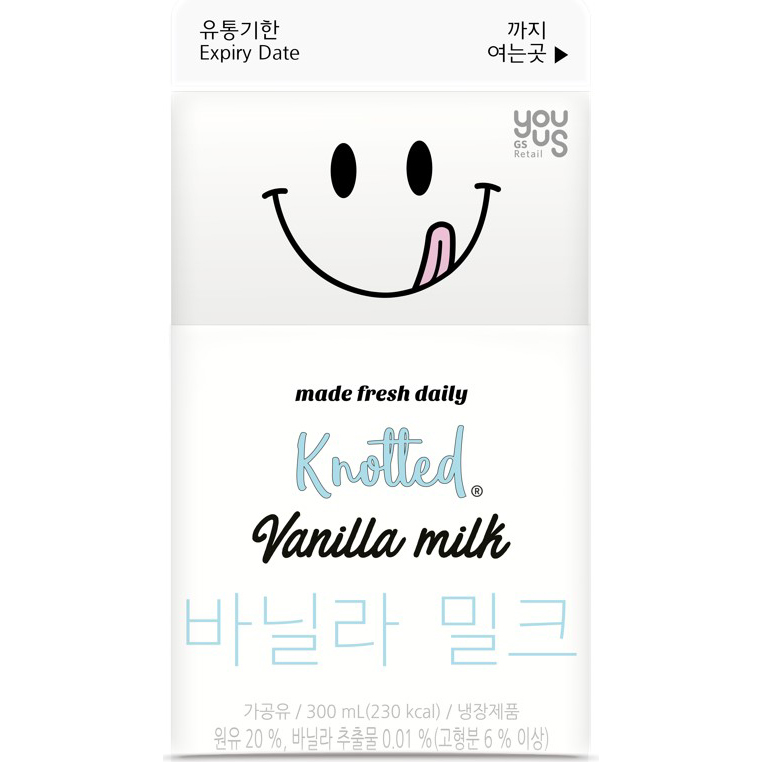 유통기한
Expiry Date
까지
여는곳 ▶
you
us
GS
Retail
made fresh daily
Knotted®
Vanilla milk
바닐라 밀크
가공유 / 300 mL(230 kcal) / 냉장제품
원유 20 %, 바닐라 추출물 0.01 %(고형분 6 % 이상)